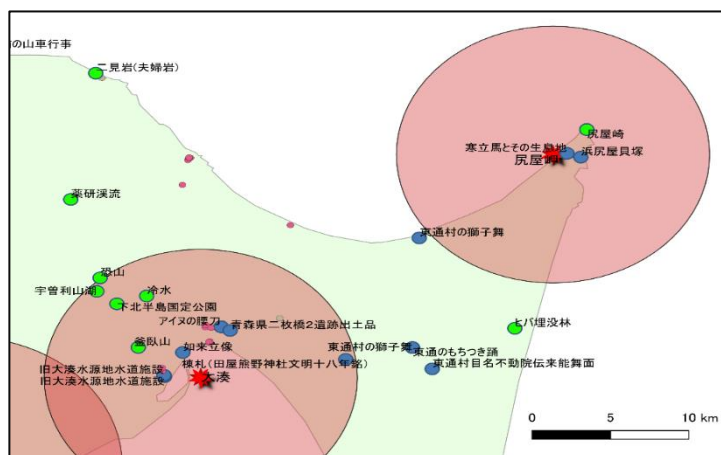 の山車行事
二見岩(夫婦岩)
尻屋崎
寒立馬とその生息地
尻屋
浜尻屋貝塚
薬研渓流
東通村の獅子舞
恐山
宇曽利山湖
冷水
下北半島国定公園
アイヌの腰刀
青森県二枚橋2遺跡出土品
ヒバ埋没林
釜臥山
如来立像
東通村の獅子舞
東通のもちつき踊
棟札(田屋熊野神社文明十八年銘)
東通村目名不動院伝来能舞面
旧大湊水源地水道施設
旧大湊水源地水道施設
大湊
0 5 10 km